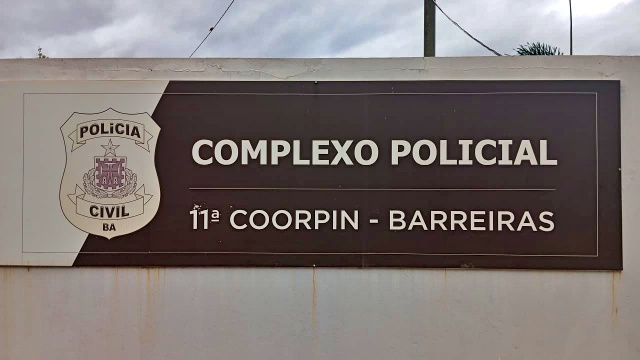 POLÍCIA
CIVIL
BA
COMPLEXO POLICIAL
11ª COORPIN - BARREIRAS